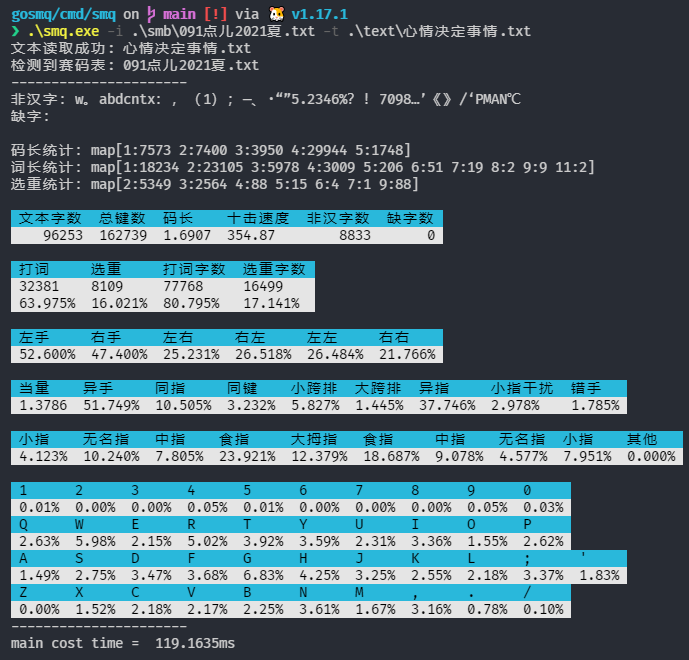 gosmq/cmd/smq on main [!] via v1.17.1
❯ .\smq.exe -i .\smb\091点儿2021夏.txt -t .\text\心情决定事情.txt
文本读取成功: 心情决定事情.txt
检测到赛码表: 091点儿2021夏.txt
----------------------
非汉字: w。abdcntx: ，（1）；—、·“”5.2346%？！7098…’《》/‘PMAN℃
缺字:
码长统计: map[1:7573 2:7400 3:3950 4:29944 5:1748]
词长统计: map[1:18234 2:23105 3:5978 4:3009 5:206 6:51 7:19 8:2 9:9 11:2]
选重统计: map[2:5349 3:2564 4:88 5:15 6:4 7:1 9:88]
文本字数 总键数 码长 十击速度 非汉字数 缺字数
96253 162739 1.6907 354.87 8833 0
打词 选重 打词字数 选重字数
32381 8109 77768 16499
63.975% 16.021% 80.795% 17.141%
左手 右手 左右 右左 左左 右右
52.600% 47.400% 25.231% 26.518% 26.484% 21.766%
当量 异手 同指 同键 小跨排 大跨排 异指 小指干扰 错手
1.3786 51.749% 10.505% 3.232% 5.827% 1.445% 37.746% 2.978% 1.785%
小指 无名指 中指 食指 大拇指 食指 中指 无名指 小指 其他
4.123% 10.240% 7.805% 23.921% 12.379% 18.687% 9.078% 4.577% 7.951% 0.000%
1 2 3 4 5 6 7 8 9 0
0.01% 0.00% 0.00% 0.05% 0.01% 0.00% 0.00% 0.00% 0.05% 0.03%
Q W E R T Y U I O P
2.63% 5.98% 2.15% 5.02% 3.92% 3.59% 2.31% 3.36% 1.55% 2.62%
A S D F G H J K L ; '
1.49% 2.75% 3.47% 3.68% 6.83% 4.25% 3.25% 2.55% 2.18% 3.37% 1.83%
Z X C V B N M , . /
0.00% 1.52% 2.18% 2.17% 2.25% 3.61% 1.67% 3.16% 0.78% 0.10%
----------------------
main cost time = 119.1635ms